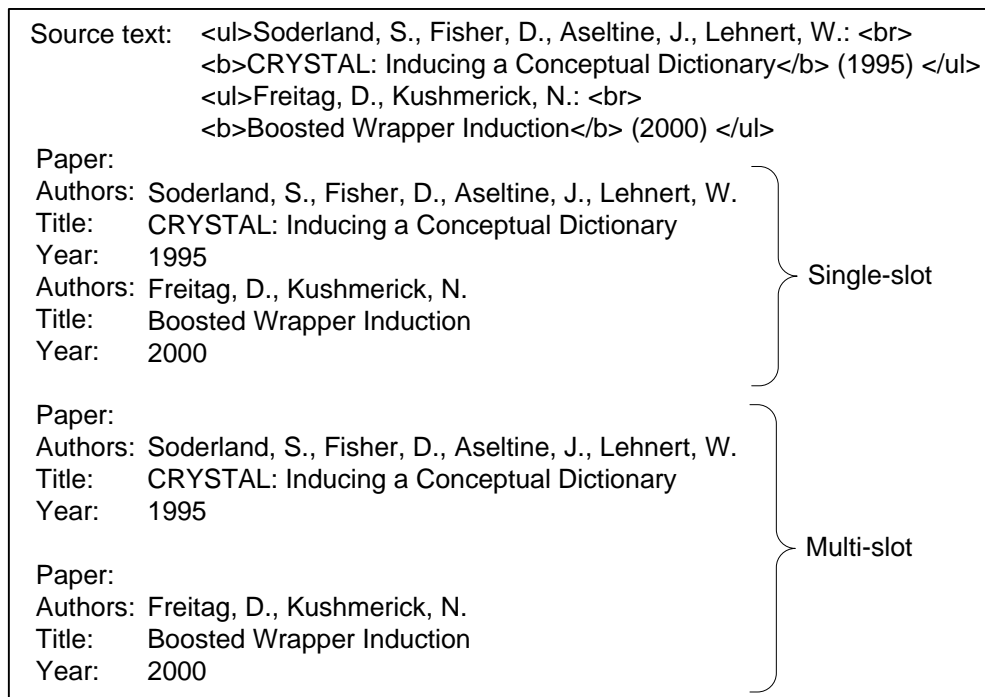 Source text: <ul>Soderland, S., Fisher, D., Aseltine, J., Lehnert, W.: <br>
<b>CRYSTAL: Inducing a Conceptual Dictionary</b> (1995) </ul>
<ul>Freitag, D., Kushmerick, N.: <br>
<b>Boosted Wrapper Induction</b> (2000) </ul>
Paper:
Authors: Soderland, S., Fisher, D., Aseltine, J., Lehnert, W.
Title: CRYSTAL: Inducing a Conceptual Dictionary
Year: 1995
Authors: Freitag, D., Kushmerick, N.
Title: Boosted Wrapper Induction
Year: 2000
Single-slot
Paper:
Authors: Soderland, S., Fisher, D., Aseltine, J., Lehnert, W.
Title: CRYSTAL: Inducing a Conceptual Dictionary
Year: 1995
Paper:
Authors: Freitag, D., Kushmerick, N.
Title: Boosted Wrapper Induction
Year: 2000
Multi-slot